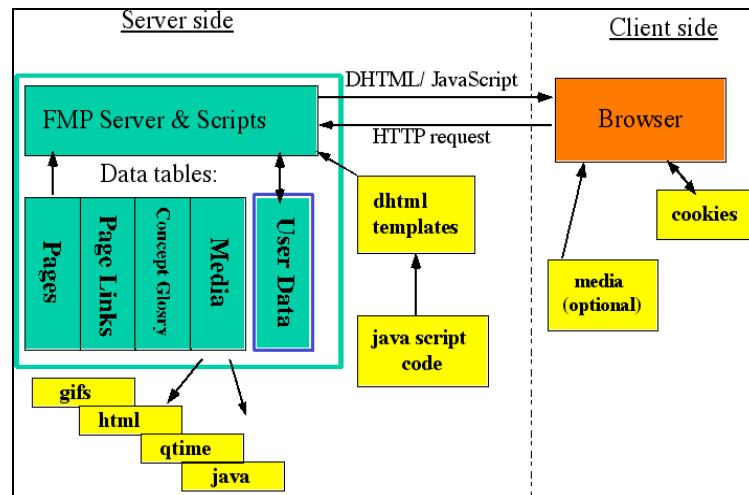 Server side
Client side
DHTML/ JavaScript
FMP Server & Scripts
HTTP request
Browser
Data tables:
Pages
Page Links
Concept Glosry
Media
User Data
dhtml
templates
cookies
media
(optional)
java script
code
gifs
html
qtime
java